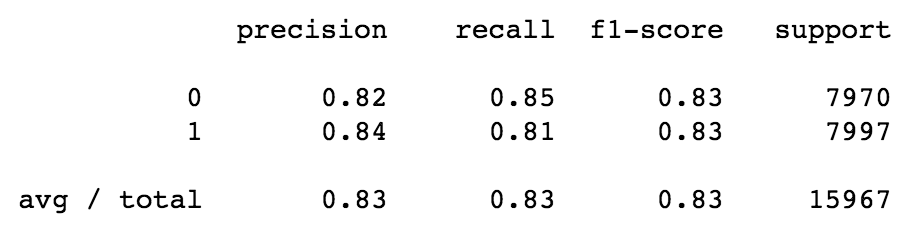 precision recall f1-score support
0 0.82 0.85 0.83 7970
1 0.84 0.81 0.83 7997
avg / total 0.83 0.83 0.83 15967